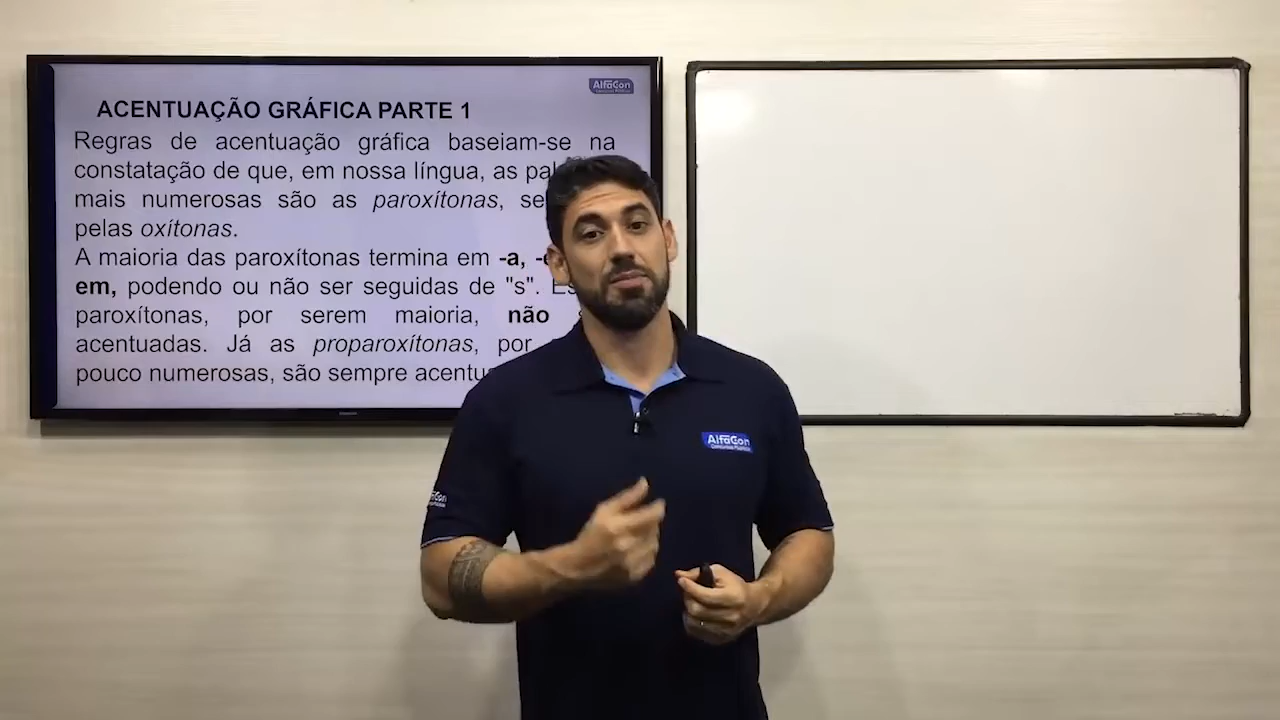 AlfaCon
ACENTUAÇÃO GRÁFICA PARTE 1
Regras de acentuação gráfica baseiam-se na
constatação de que, em nossa língua, as
mais numerosas são as paroxítonas,
pelas oxítonas.
A maioria das paroxítonas termina em -a,
em, podendo ou não ser seguidas de "s".
paroxítonas, por serem maioria, não
acentuadas. Já as proparoxítonas, por
pouco numerosas, são sempre
AlfaCon